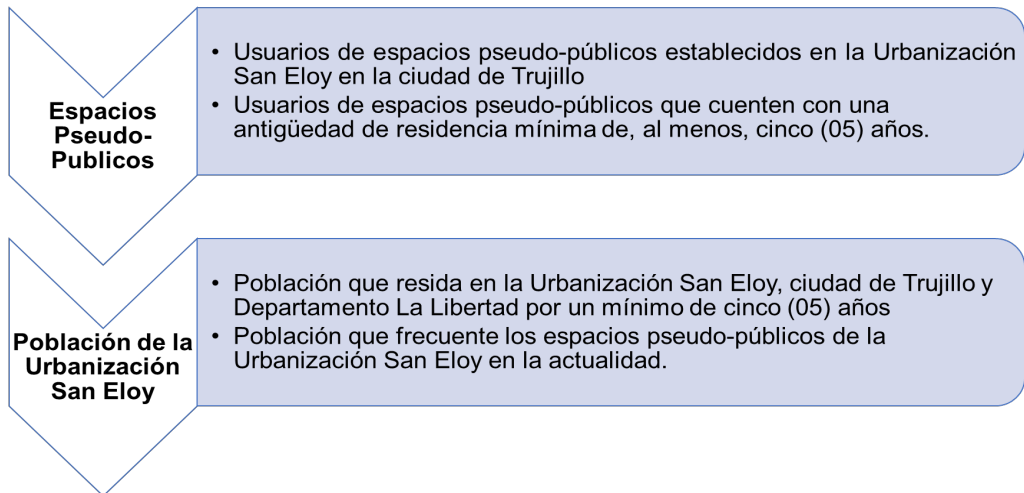 Espacios
Pseudo-
Publicos
• Usuarios de espacios pseudo-públicos establecidos en la Urbanización
San Eloy en la ciudad de Trujillo
• Usuarios de espacios pseudo-públicos que cuenten con una
antigüedad de residencia mínima de, al menos, cinco (05) años.
Población de la
Urbanización
San Eloy
• Población que resida en la Urbanización San Eloy, ciudad de Trujillo y
Departamento La Libertad por un mínimo de cinco (05) años
• Población que frecuente los espacios pseudo-públicos de la
Urbanización San Eloy en la actualidad.